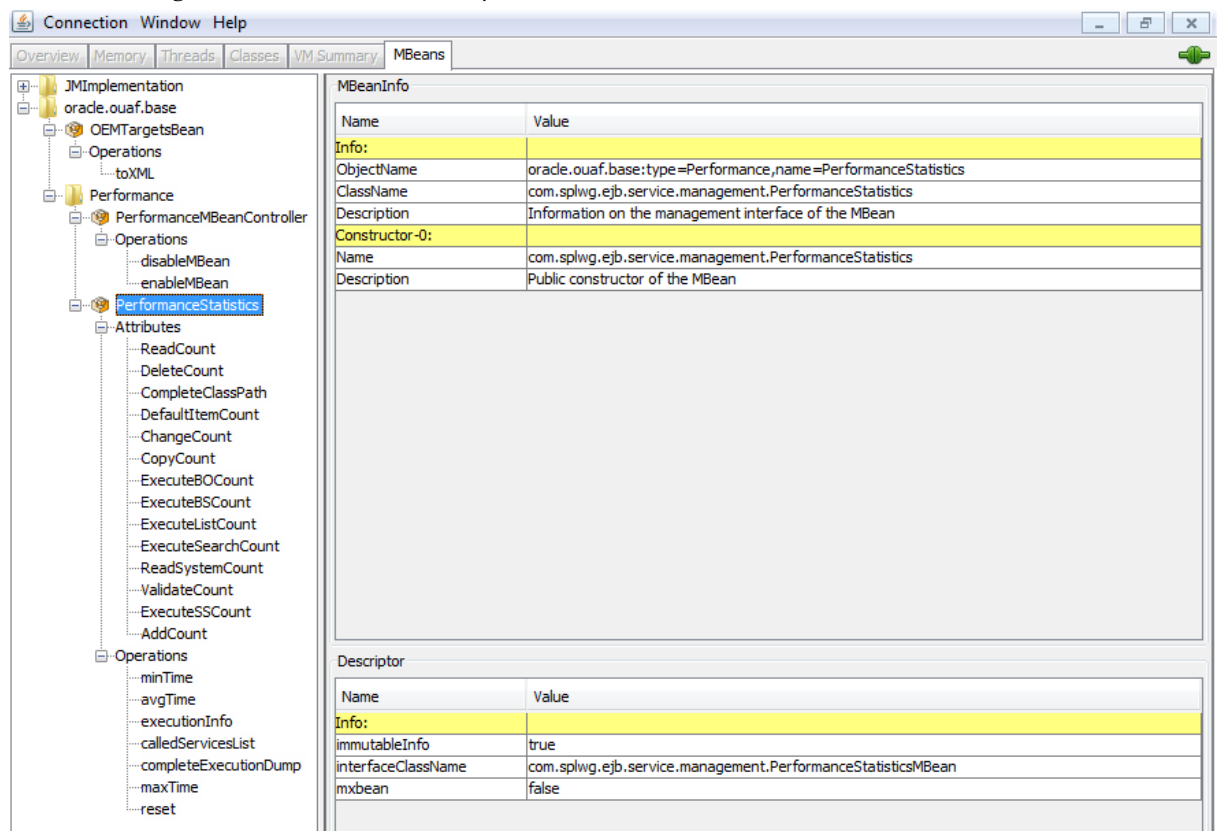 Connection Window Help
Overview Memory Threads Classes VM Summary MBeans
JMImplementation
oracle.ouaf.base
OEMTargetsBean
Operations
toXML
Performance
PerformanceMBeanController
Operations
disableMBean
enableMBean
PerformanceStatistics
Attributes
ReadCount
DeleteCount
CompleteClassPath
DefaultItemCount
ChangeCount
CopyCount
ExecuteBOCount
ExecuteBSCount
ExecuteListCount
ExecuteSearchCount
ReadSystemCount
ValidateCount
ExecuteSSCount
AddCount
Operations
minTime
avgTime
executionInfo
calledServicesList
completeExecutionDump
maxTime
reset
MBeanInfo
Name Value
Info:
ObjectName oracle.ouaf.base:type=Performance,name=PerformanceStatistics
ClassName com.splwg.ejb.service.management.PerformanceStatistics
Description Information on the management interface of the MBean
Constructor-0:
Name com.splwg.ejb.service.management.PerformanceStatistics
Description Public constructor of the MBean
Descriptor
Name Value
Info:
immutableInfo true
interfaceClassName com.splwg.ejb.service.management.PerformanceStatisticsMBean
mxbean false